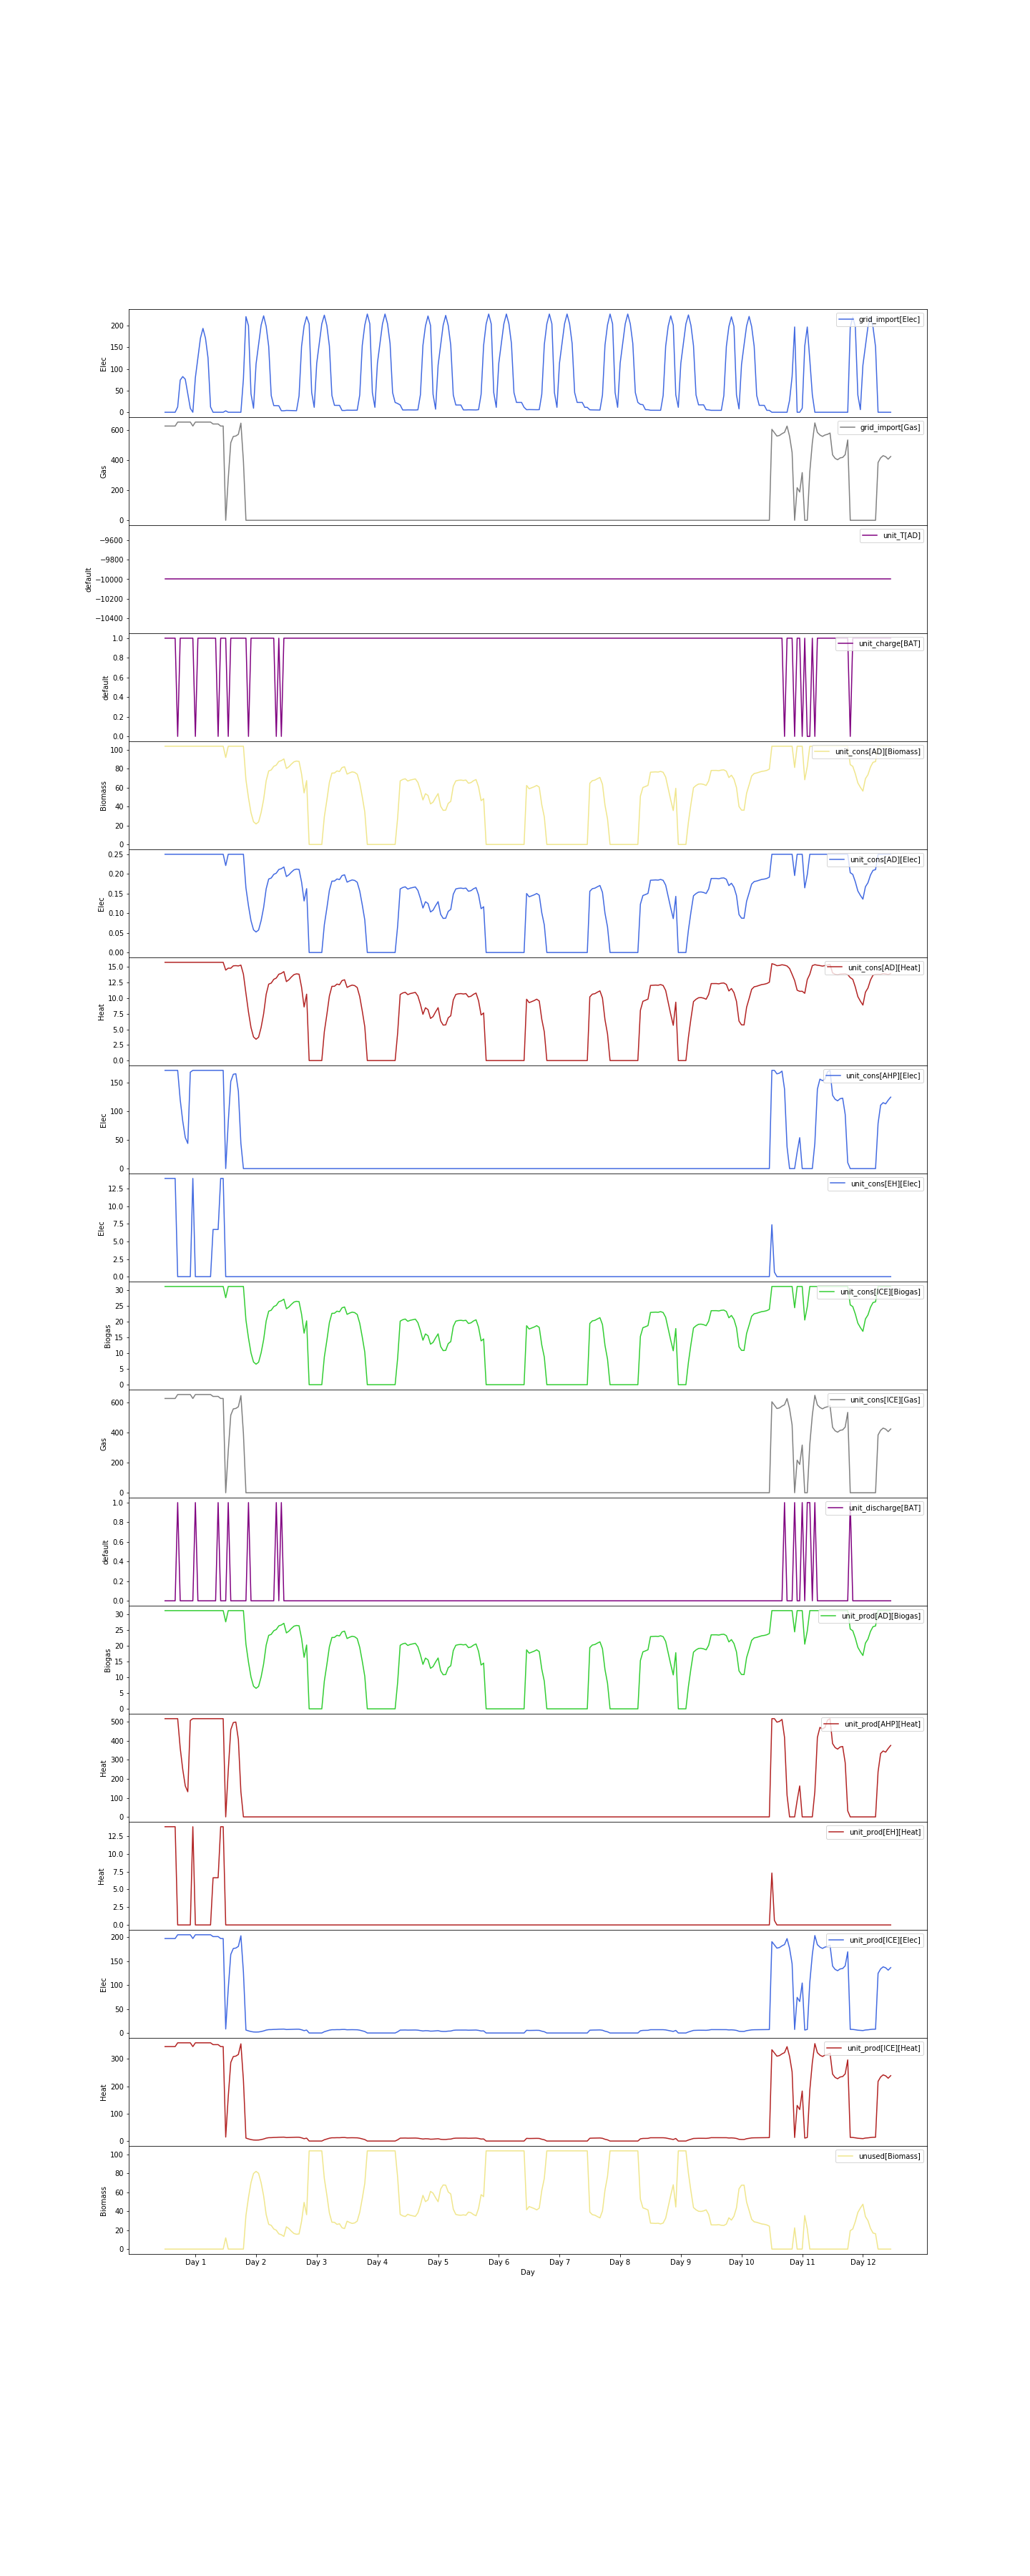 grid_import[Elec]
200
150
100
50
0
Elec
grid_import[Gas]
600
400
200
0
Gas
unit_T[AD]
−9600
−9800
−10000
−10200
−10400
default
unit_charge[BAT]
1.0
0.8
0.6
0.4
0.2
0.0
default
unit_cons[AD][Biomass]
100
80
60
40
20
0
Biomass
unit_cons[AD][Elec]
0.25
0.20
0.15
0.10
0.05
0.00
Elec
unit_cons[AD][Heat]
15.0
12.5
10.0
7.5
5.0
2.5
0.0
Heat
unit_cons[AHP][Elec]
150
100
50
0
Elec
unit_cons[EH][Elec]
12.5
10.0
7.5
5.0
2.5
0.0
Elec
unit_cons[ICE][Biogas]
30
25
20
15
10
5
0
Biogas
unit_cons[ICE][Gas]
600
400
200
0
Gas
unit_discharge[BAT]
1.0
0.8
0.6
0.4
0.2
0.0
default
unit_prod[AD][Biogas]
30
25
20
15
10
5
0
Biogas
unit_prod[AHP][Heat]
500
400
300
200
100
0
Heat
unit_prod[EH][Heat]
12.5
10.0
7.5
5.0
2.5
0.0
Heat
unit_prod[ICE][Elec]
200
150
100
50
0
Elec
unit_prod[ICE][Heat]
300
200
100
0
Heat
unused[Biomass]
100
80
60
40
20
0
Biomass
Day 1 Day 2 Day 3 Day 4 Day 5 Day 6 Day 7 Day 8 Day 9 Day 10 Day 11 Day 12
Day